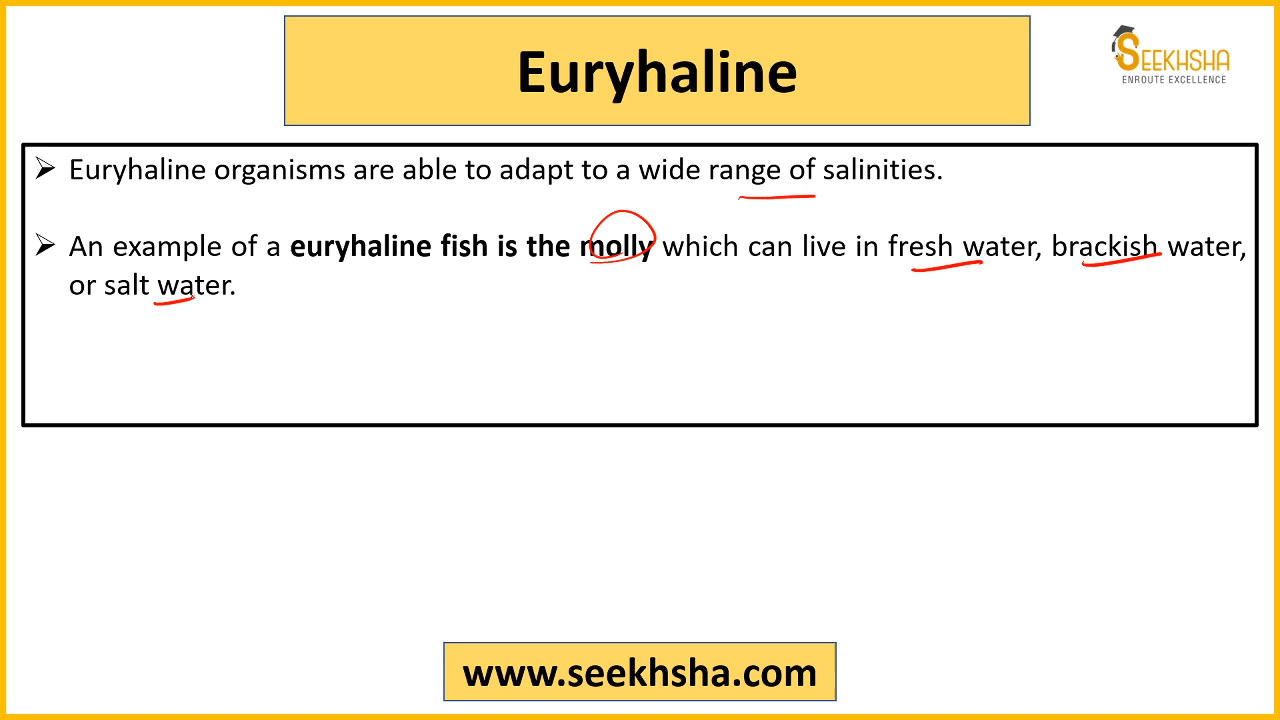 Euryhaline
SEEKHSHA
ENROUTE EXCELLENCE
➢ Euryhaline organisms are able to adapt to a wide range of salinities.
➢ An example of a euryhaline fish is the molly which can live in fresh water, brackish water,
or salt water.
www.seekhsha.com